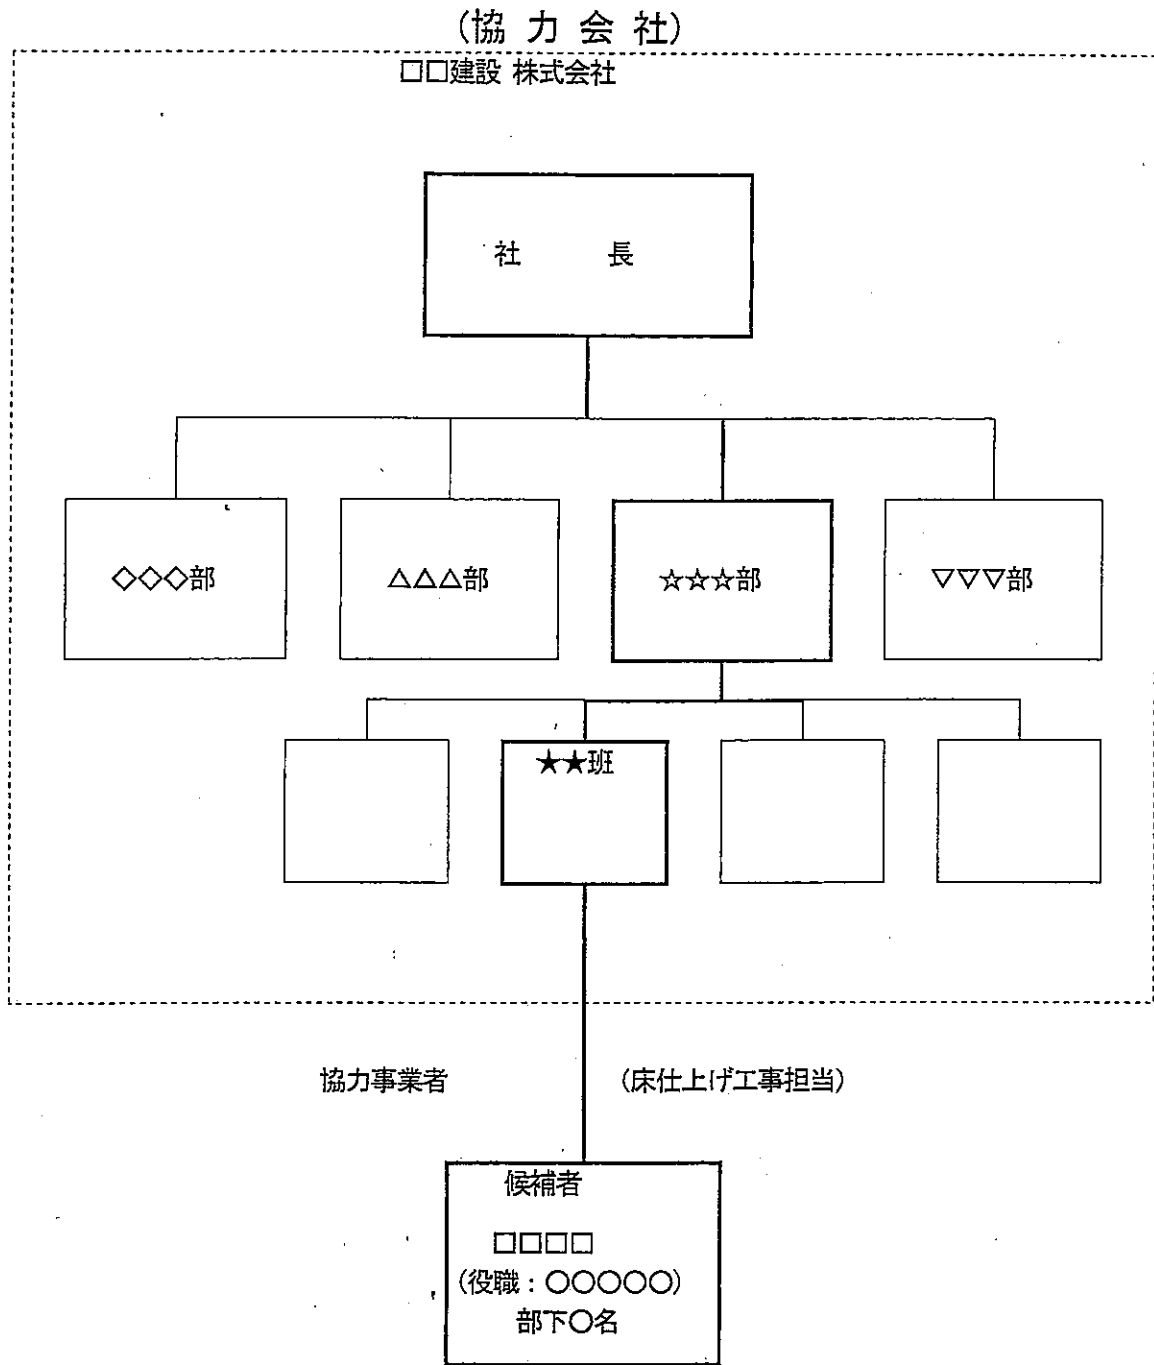 (協 力 会 社)
□□建設 株式会社
社 長
◇◇◇部
△△△部
☆☆☆部
▽▽▽部
★★班
協力事業者
(床仕上げ工事担当)
候補者
□□□□
(役職：○○○○○)
部下○名